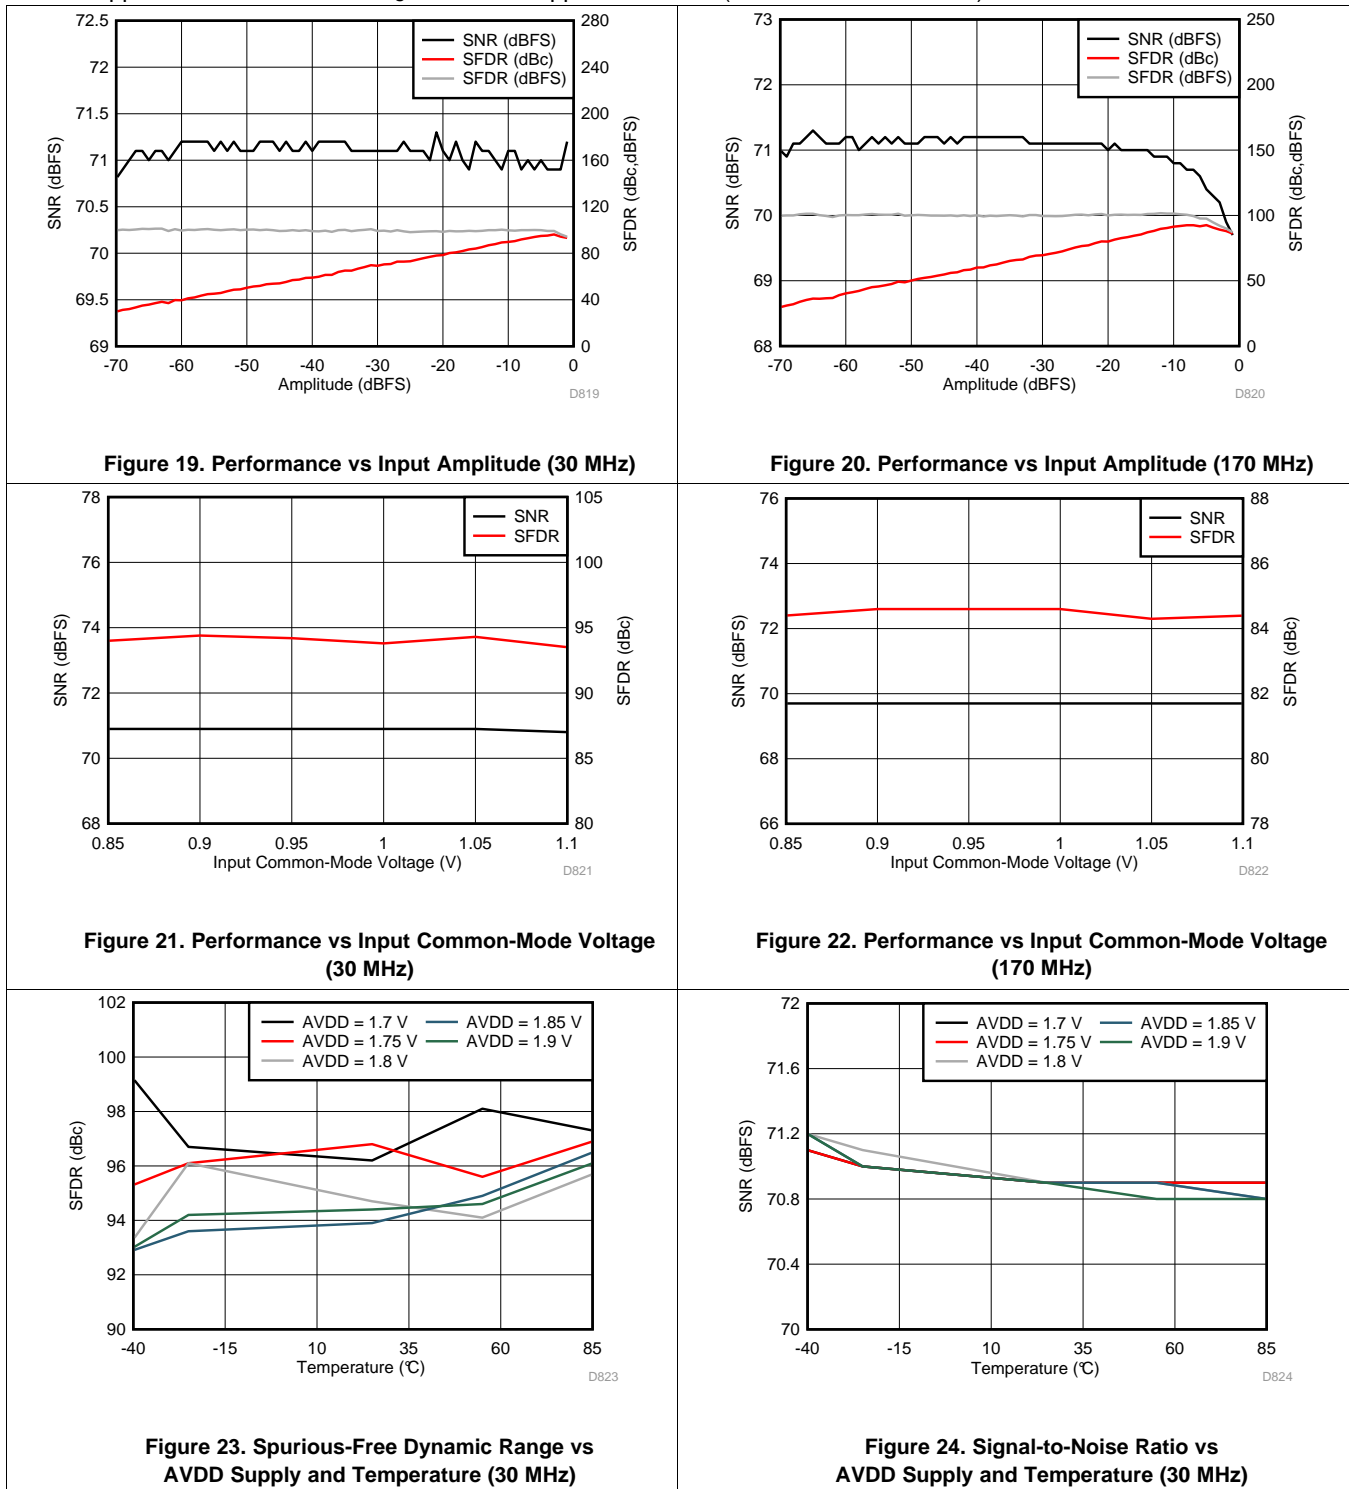 72.5
72
71.5
71
70.5
70
69.5
69
280
240
200
160
120
80
40
0
-70 -60 -50 -40 -30 -20 -10 0
SNR (dBFS)
SFDR (dBc,dBFS)
SNR (dBFS)
SFDR (dBc)
SFDR (dBFS)
Amplitude (dBFS)
D819
Figure 19. Performance vs Input Amplitude (30 MHz)
73
72
71
70
69
68
250
200
150
100
50
0
-70 -60 -50 -40 -30 -20 -10 0
SNR (dBFS)
SFDR (dBc,dBFS)
SNR (dBFS)
SFDR (dBc)
SFDR (dBFS)
Amplitude (dBFS)
D820
Figure 20. Performance vs Input Amplitude (170 MHz)
78
76
74
72
70
68
105
100
95
90
85
80
0.85 0.9 0.95 1 1.05 1.1
SNR (dBFS)
SFDR (dBc)
SNR
SFDR
Input Common-Mode Voltage (V)
D821
Figure 21. Performance vs Input Common-Mode Voltage
(30 MHz)
76
74
72
70
68
66
88
86
84
82
80
78
0.85 0.9 0.95 1 1.05 1.1
SNR (dBFS)
SFDR (dBc)
SNR
SFDR
Input Common-Mode Voltage (V)
D822
Figure 22. Performance vs Input Common-Mode Voltage
(170 MHz)
102
100
98
96
94
92
90
-40 -15 10 35 60 85
SFDR (dBc)
AVDD = 1.7 V
AVDD = 1.75 V
AVDD = 1.8 V
AVDD = 1.85 V
AVDD = 1.9 V
Temperature (°C)
D823
Figure 23. Spurious-Free Dynamic Range vs
AVDD Supply and Temperature (30 MHz)
72
71.6
71.2
70.8
70.4
70
-40 -15 10 35 60 85
SNR (dBFS)
AVDD = 1.7 V
AVDD = 1.75 V
AVDD = 1.8 V
AVDD = 1.85 V
AVDD = 1.9 V
Temperature (°C)
D824
Figure 24. Signal-to-Noise Ratio vs
AVDD Supply and Temperature (30 MHz)